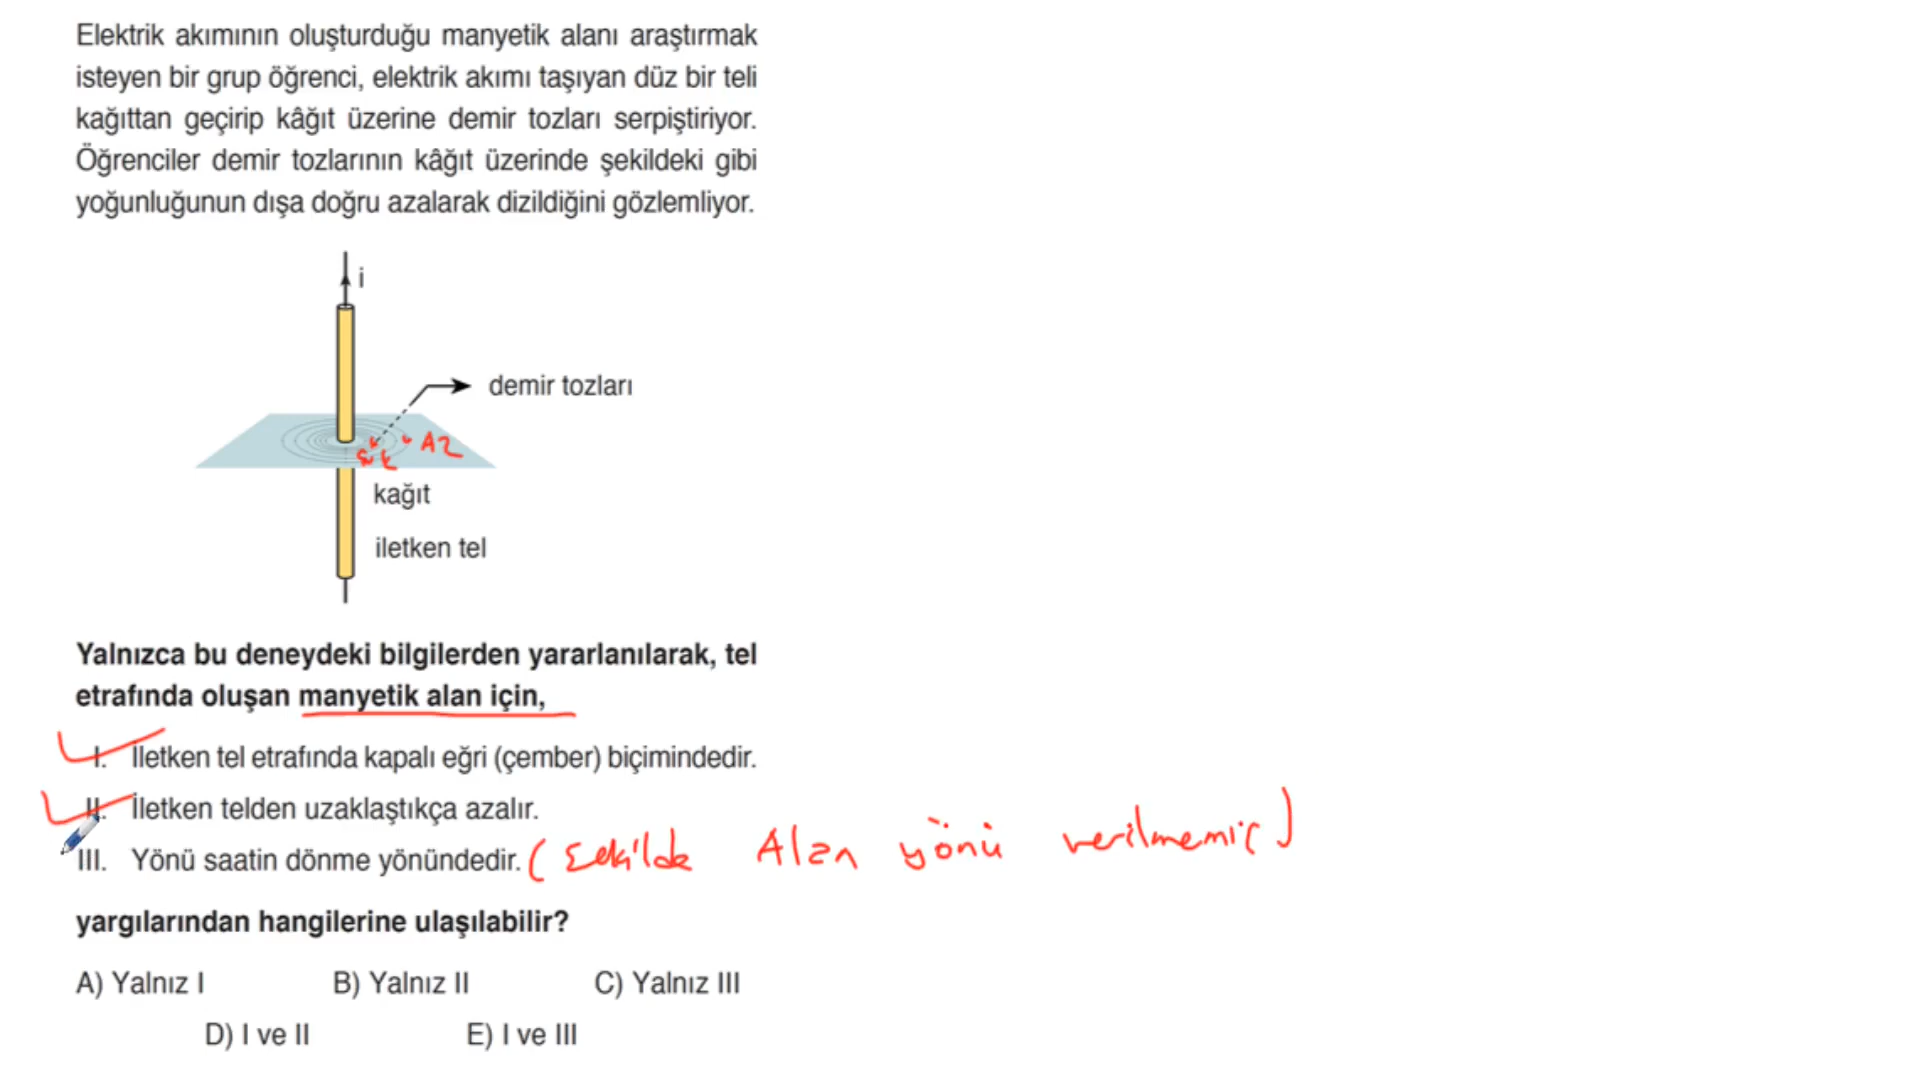 Elektrik akımının oluşturduğu manyetik alanı araştırmak
isteyen bir grup öğrenci, elektrik akımı taşıyan düz bir teli
kağıttan geçirip kâğıt üzerine demir tozları serpiştiriyor.
Öğrenciler demir tozlarının kâğıt üzerinde şekildeki gibi
yoğunluğunun dışa doğru azalarak dizildiğini gözlemliyor.
i
demir tozları
Az
kağıt
iletken tel
Yalnızca bu deneydeki bilgilerden yararlanılarak, tel
etrafında oluşan manyetik alan için,
I. İletken tel etrafında kapalı eğri (çember) biçimindedir.
II. İletken telden uzaklaştıkça azalır.
III. Yönü saatin dönme yönündedir. (Şekilde Alan yönü verilmemiş)
yargılarından hangilerine ulaşılabilir?
A) Yalnız I B) Yalnız II C) Yalnız III
D) I ve II E) I ve III